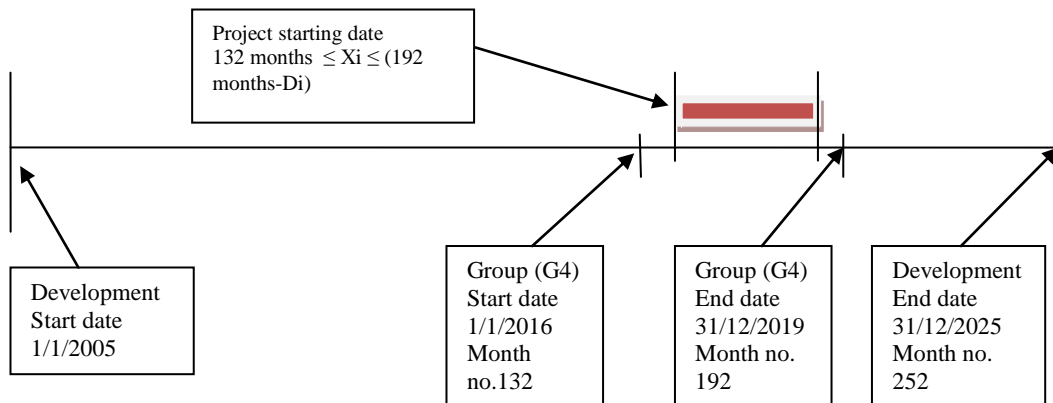 Project starting date
132 months ≤ Xi ≤ (192
months-Di)
Development
Start date
1/1/2005
Group (G4)
Start date
1/1/2016
Month
no.132
Group (G4)
End date
31/12/2019
Month no.
192
Development
End date
31/12/2025
Month no.
252